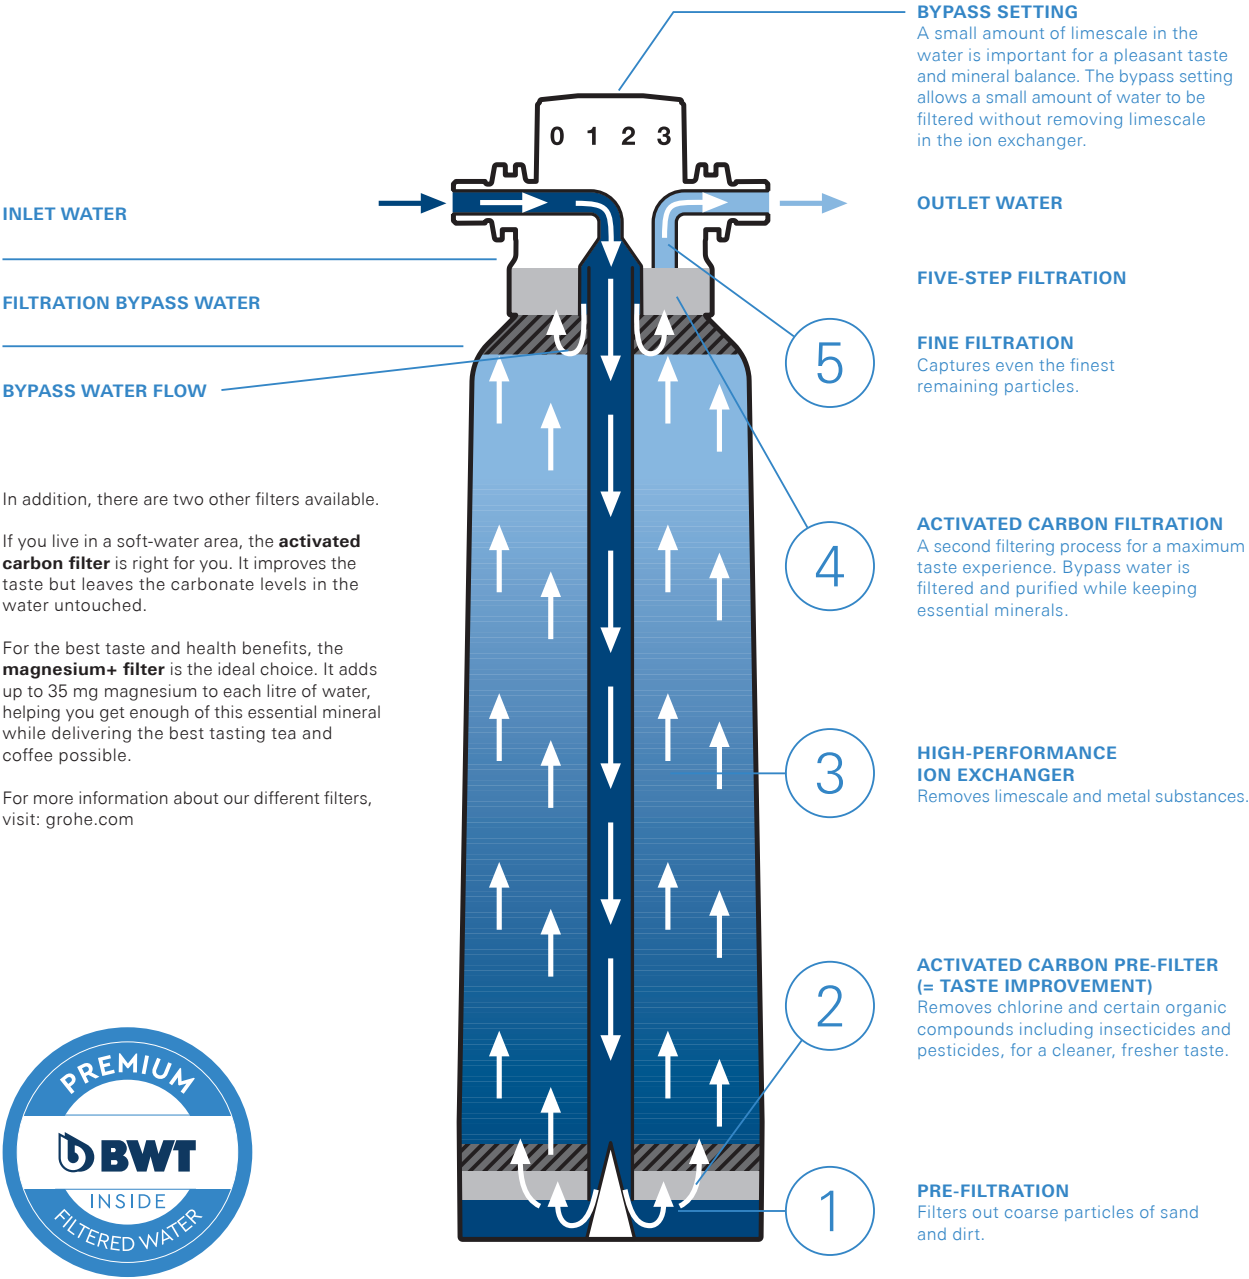 BYPASS SETTING
A small amount of limescale in the
water is important for a pleasant taste
and mineral balance. The bypass setting
allows a small amount of water to be
filtered without removing limescale
in the ion exchanger.
0 1 2 3
INLET WATER
OUTLET WATER
FILTRATION BYPASS WATER
FIVE-STEP FILTRATION
BYPASS WATER FLOW
5
FINE FILTRATION
Captures even the finest
remaining particles.
In addition, there are two other filters available.
If you live in a soft-water area, the activated
carbon filter is right for you. It improves the
taste but leaves the carbonate levels in the
water untouched.
For the best taste and health benefits, the
magnesium+ filter is the ideal choice. It adds
up to 35 mg magnesium to each litre of water,
helping you get enough of this essential mineral
while delivering the best tasting tea and
coffee possible.
For more information about our different filters,
visit: grohe.com
4
ACTIVATED CARBON FILTRATION
A second filtering process for a maximum
taste experience. Bypass water is
filtered and purified while keeping
essential minerals.
3
HIGH-PERFORMANCE
ION EXCHANGER
Removes limescale and metal substances.
2
ACTIVATED CARBON PRE-FILTER
(= TASTE IMPROVEMENT)
Removes chlorine and certain organic
compounds including insecticides and
pesticides, for a cleaner, fresher taste.
1
PRE-FILTRATION
Filters out coarse particles of sand
and dirt.
PREMIUM
BWT
INSIDE
FILTERED WATER